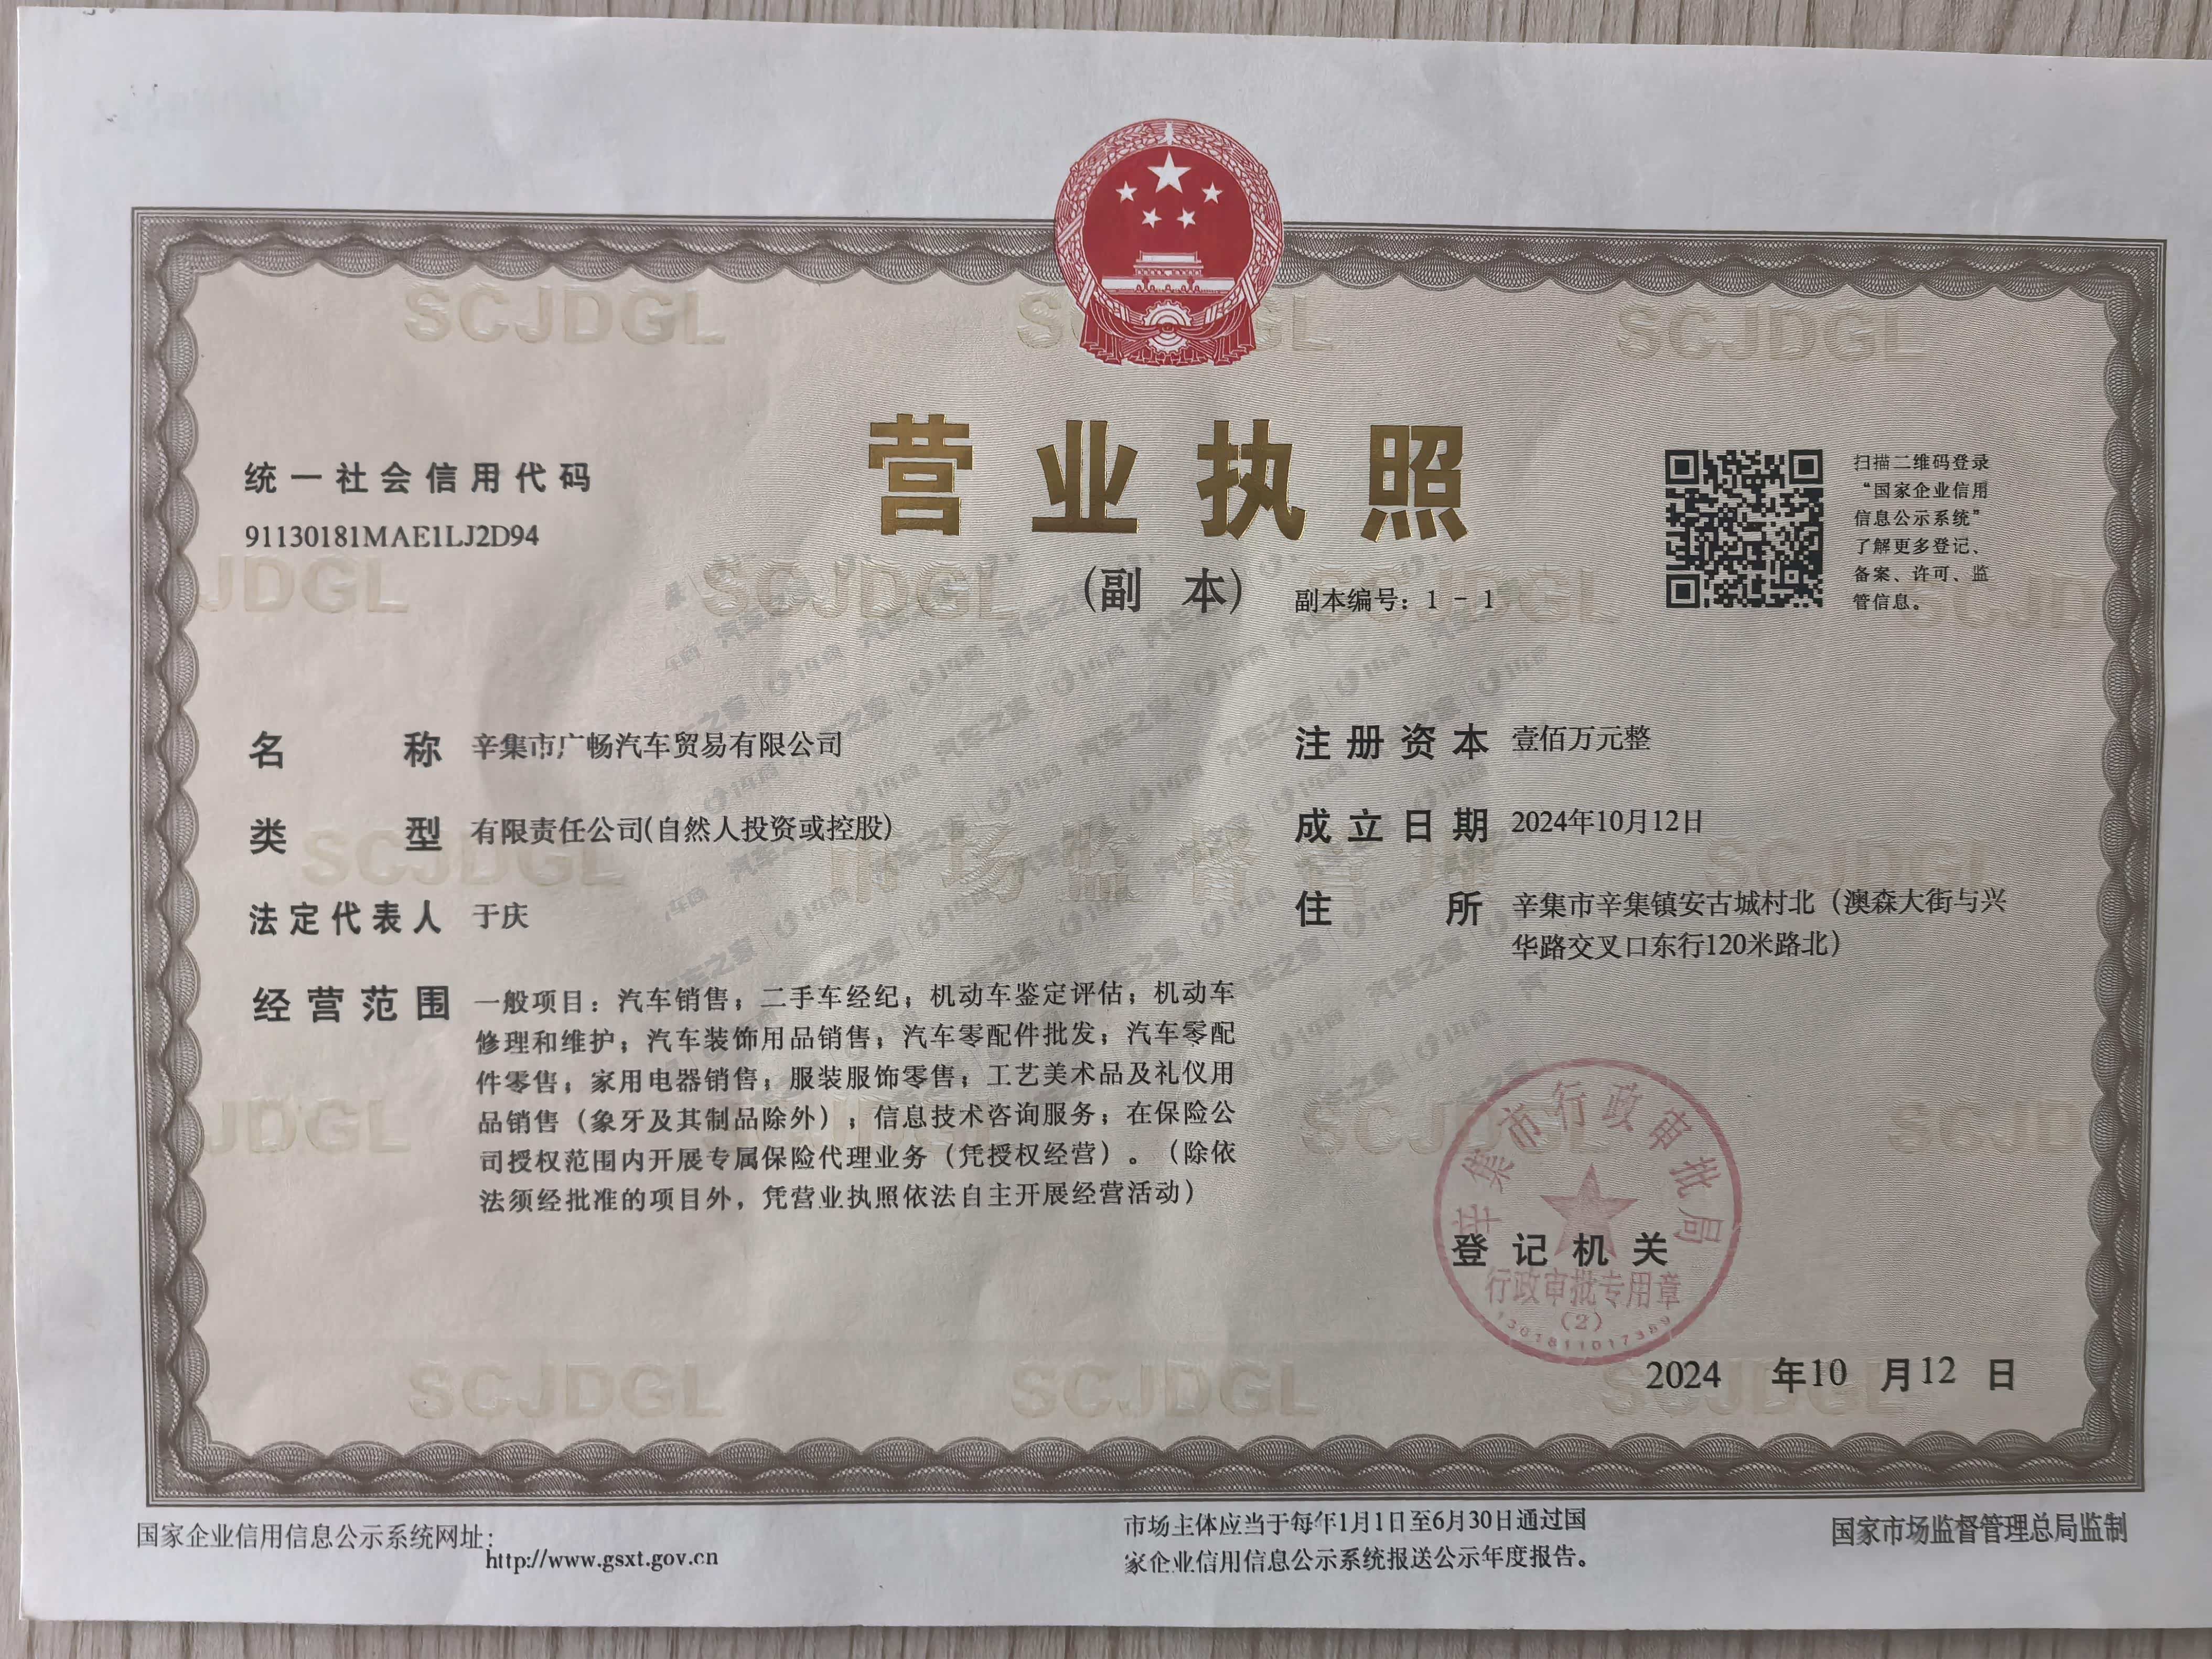 营业执照
(副 本) 副本编号：1 - 1
统一社会信用代码
91130181MAE1LJ2D94
扫描二维码登录
“国家企业信用
信息公示系统”
了解更多登记、
备案、许可、监
管信息。
名 称 辛集市广畅汽车贸易有限公司
类 型 有限责任公司(自然人投资或控股)
法定代表人 于庆
经营范围 一般项目：汽车销售；二手车经纪；机动车鉴定评估；机动车
修理和维护；汽车装饰用品销售；汽车零配件批发；汽车零配
件零售；家用电器销售；服装服饰零售；工艺美术品及礼仪用
品销售（象牙及其制品除外）；信息技术咨询服务；在保险公
司授权范围内开展专属保险代理业务（凭授权经营）。（除依
法须经批准的项目外，凭营业执照依法自主开展经营活动）
注册资本 壹佰万元整
成立日期 2024年10月12日
住 所 辛集市辛集镇安古城村北（澳森大街与兴
华路交叉口东行120米路北）
辛集市行政审批局
登记机关
行政审批专用章
(2)
1301811017389
2024 年10 月12 日
国家企业信用信息公示系统网址：
http://www.gsxt.gov.cn
市场主体应当于每年1月1日至6月30日通过国
家企业信用信息公示系统报送公示年度报告。
国家市场监督管理总局监制
SCJDGL
市场监督管理
汽车之家